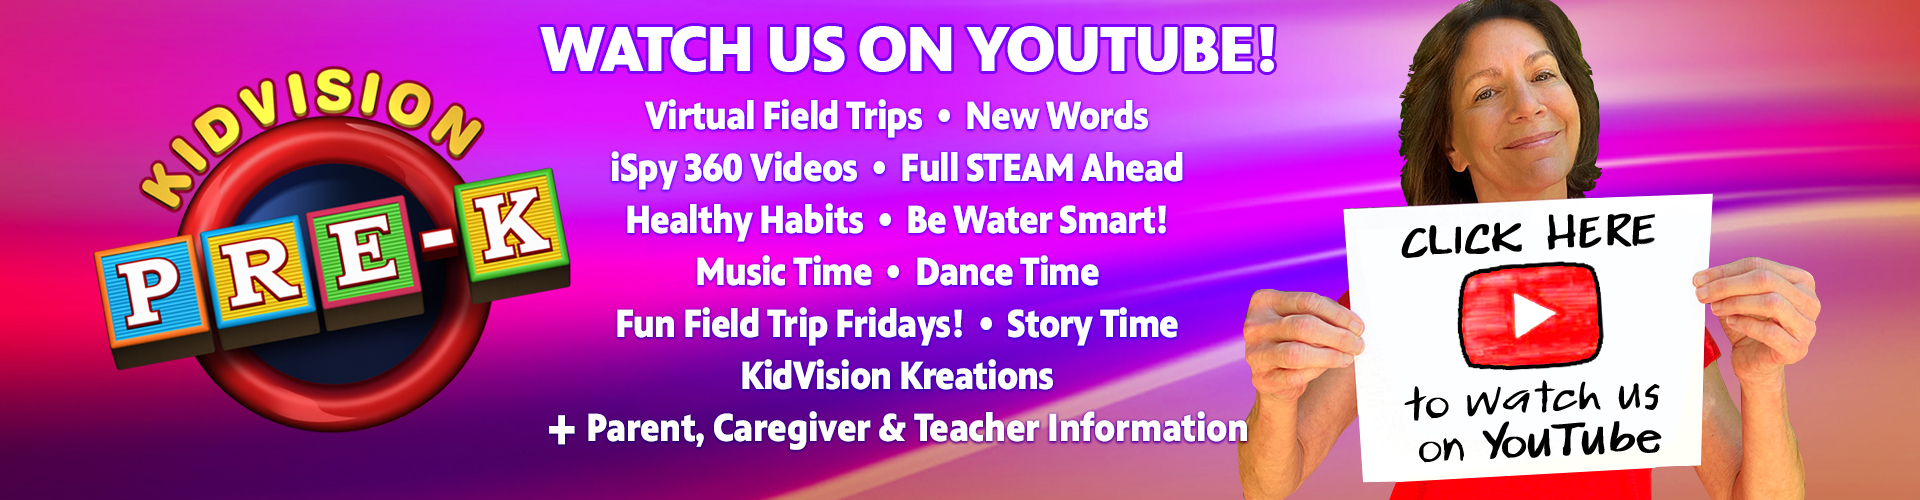 KIDVISION
PRE-K
WATCH US ON YOUTUBE!
Virtual Field Trips • New Words
iSpy 360 Videos • Full STEAM Ahead
Healthy Habits • Be Water Smart!
Music Time • Dance Time
Fun Field Trip Fridays! • Story Time
KidVision Kreations
+ Parent, Caregiver & Teacher Information
CLICK HERE
to watch us
on YouTube